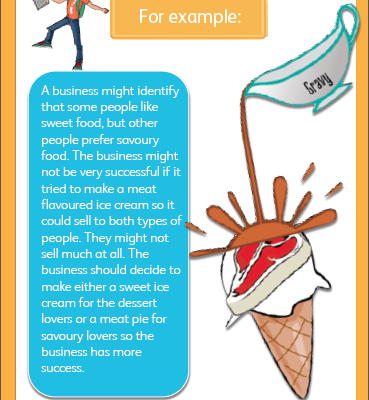 For example:
Gravy
A business might identify
that some people like
sweet food, but other
people prefer savoury
food. The business might
not be very successful if it
tried to make a meat
flavoured ice cream so it
could sell to both types of
people. They might not
sell much at all. The
business should decide to
make either a sweet ice
cream for the dessert
lovers or a meat pie for
savoury lovers so the
business has more
success.